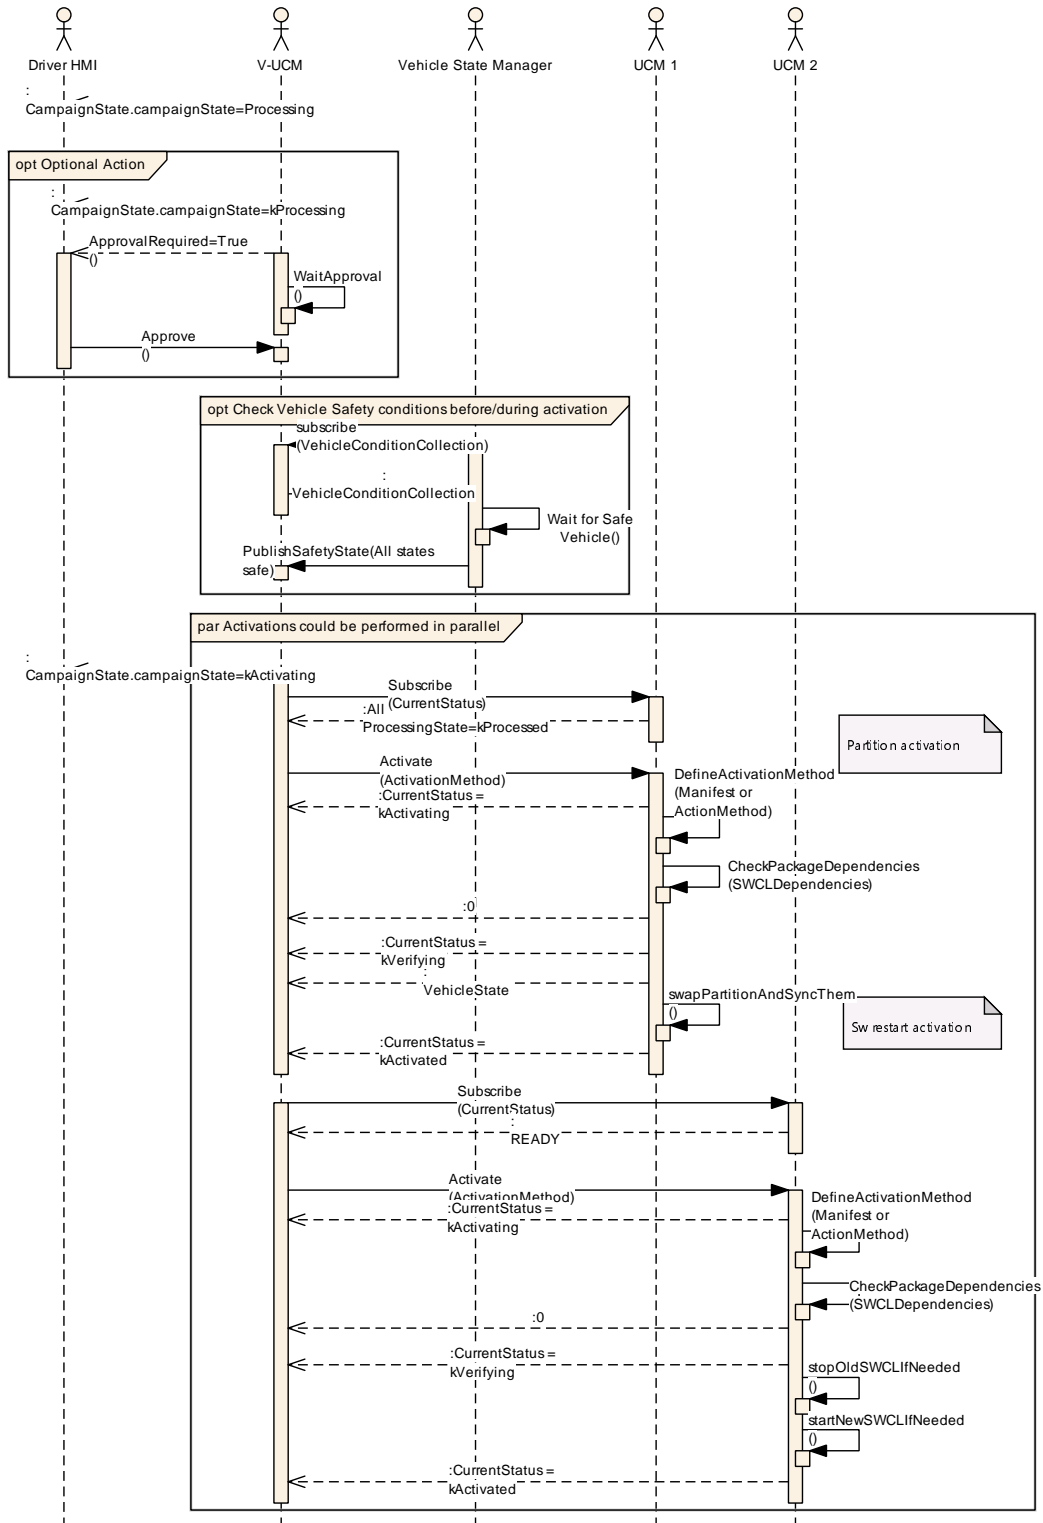 Driver HMI
V-UCM
Vehicle State Manager
UCM 1
UCM 2
:
CampaignState.campaignState=Processing
opt Optional Action
:
CampaignState.campaignState=kProcessing
ApprovalRequired=True
()
WaitApproval
()
Approve
()
opt Check Vehicle Safety conditions before/during activation
subscribe
(VehicleConditionCollection)
:
VehicleConditionCollection
Wait for Safe
Vehicle()
PublishSafetyState(All states
safe)
par Activations could be performed in parallel
:
CampaignState.campaignState=kActivating
Subscribe
(CurrentStatus)
:All
ProcessingState=kProcessed
Partition activation
Activate
(ActivationMethod)
:CurrentStatus =
kActivating
DefineActivationMethod
(Manifest or
ActionMethod)
CheckPackageDependencies
(SWCLDependencies)
:0
:CurrentStatus =
kVerifying
:
VehicleState
swapPartitionAndSyncThem
()
Sw restart activation
:CurrentStatus =
kActivated
Subscribe
(CurrentStatus)
:
READY
Activate
(ActivationMethod)
:CurrentStatus =
kActivating
DefineActivationMethod
(Manifest or
ActionMethod)
CheckPackageDependencies
(SWCLDependencies)
:0
:CurrentStatus =
kVerifying
stopOldSWCLIfNeeded
()
startNewSWCLIfNeeded
()
:CurrentStatus =
kActivated